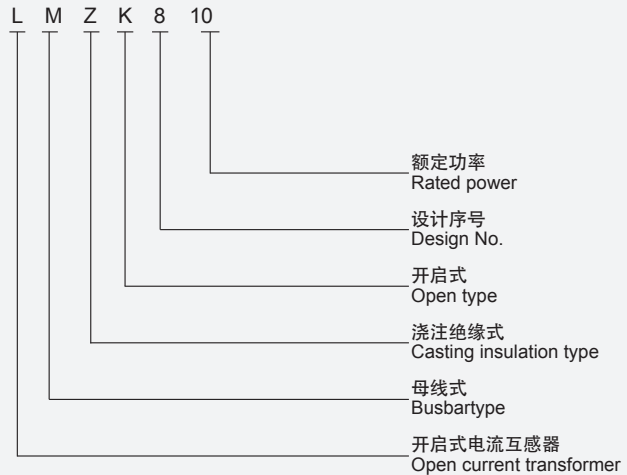 L M Z K 8 10
额定功率
Rated power
设计序号
Design No.
开启式
Open type
浇注绝缘式
Casting insulation type
母线式
Busbartype
开启式电流互感器
Open current transformer